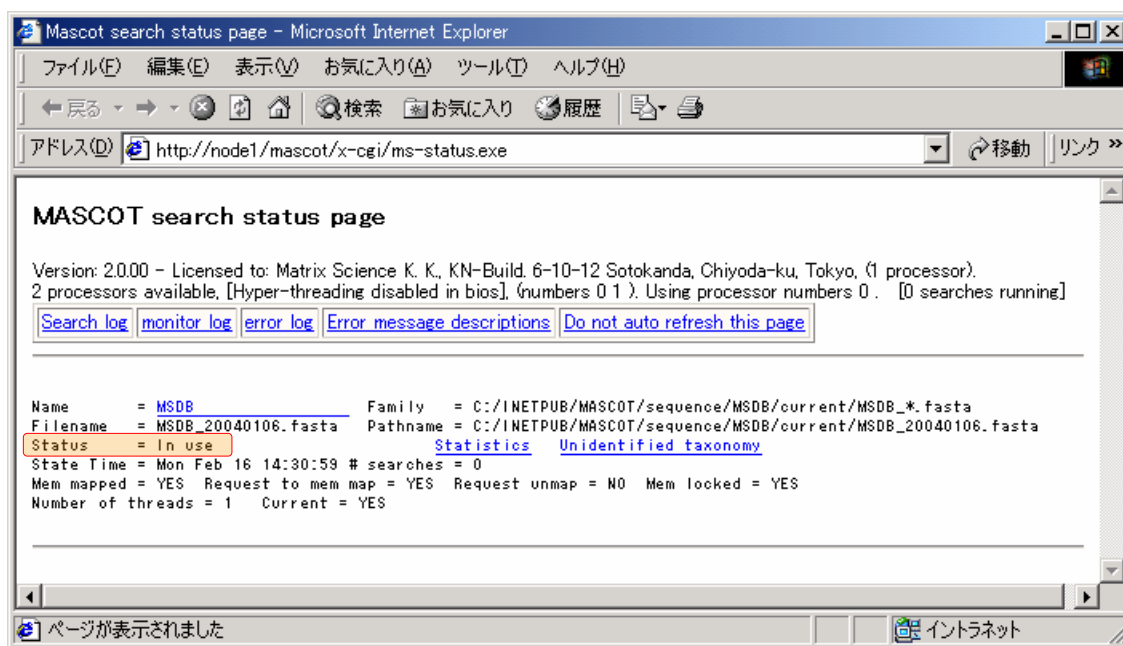 Mascot search status page - Microsoft Internet Explorer
ファイル(F) 編集(E) 表示(V) お気に入り(A) ツール(T) ヘルプ(H)
戻る 検索 お気に入り 履歴
アドレス(D) http://node1/mascot/x-cgi/ms-status.exe 移動 リンク »
MASCOT search status page
Version: 2.0.00 - Licensed to: Matrix Science K. K., KN-Build. 6-10-12 Sotokanda, Chiyoda-ku, Tokyo, (1 processor).
2 processors available, [Hyper-threading disabled in bios], (numbers 0 1 ). Using processor numbers 0 . [0 searches running]
Search log monitor log error log Error message descriptions Do not auto refresh this page
Name = MSDB Family = C:/INETPUB/MASCOT/sequence/MSDB/current/MSDB_*.fasta
Filename = MSDB_20040106.fasta Pathname = C:/INETPUB/MASCOT/sequence/MSDB/current/MSDB_20040106.fasta
Status = In use Statistics Unidentified taxonomy
State Time = Mon Feb 16 14:30:59 # searches = 0
Mem mapped = YES Request to mem map = YES Request unmap = NO Mem locked = YES
Number of threads = 1 Current = YES
ページが表示されました イントラネット